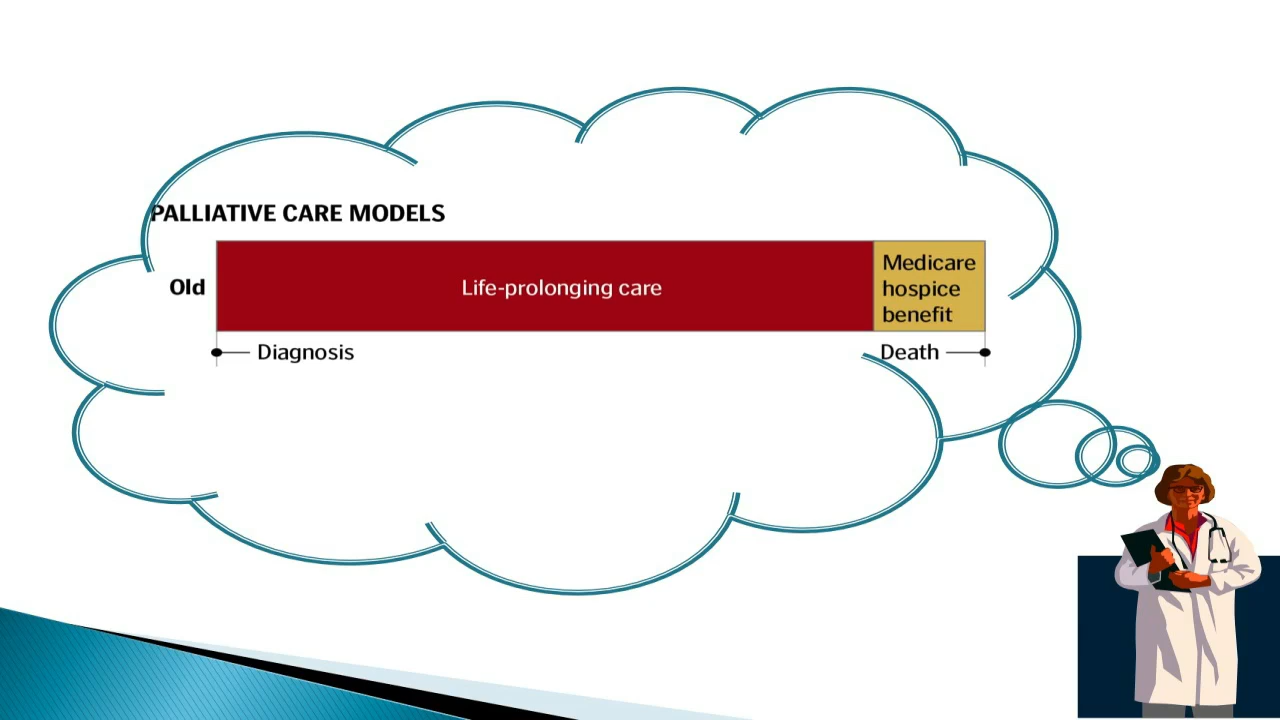 PALLIATIVE CARE MODELS
Old
Life-prolonging care
Medicare
hospice
benefit
Diagnosis
Death